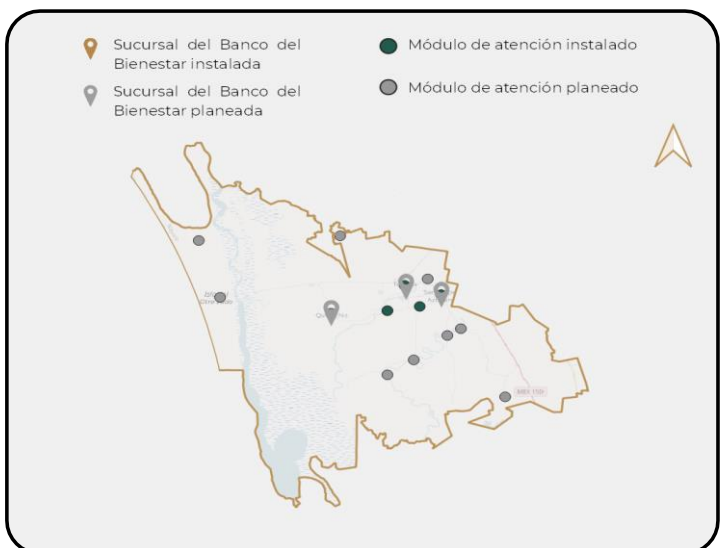 Sucursal del Banco del
Bienestar instalada
Sucursal del Banco del
Bienestar planeada
Módulo de atención instalado
Módulo de atención planeado